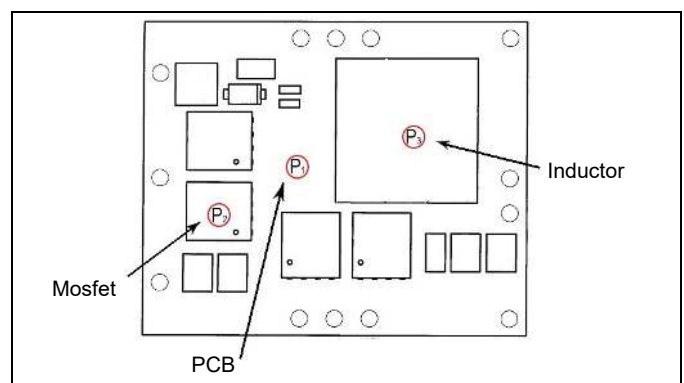 P₃
P₁
Inductor
P₂
Mosfet
PCB